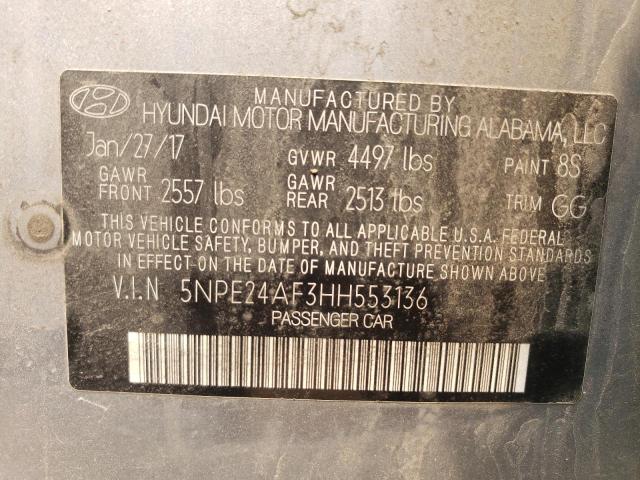 MANUFACTURED BY
HYUNDAI MOTOR MANUFACTURING ALABAMA, LLC
Jan/27/17 GVWR 4497 lbs PAINT 8S
GAWR FRONT 2557 lbs GAWR REAR 2513 lbs TRIM GG
THIS VEHICLE CONFORMS TO ALL APPLICABLE U.S.A. FEDERAL
MOTOR VEHICLE SAFETY, BUMPER, AND THEFT PREVENTION STANDARDS
IN EFFECT ON THE DATE OF MANUFACTURE SHOWN ABOVE.
V.I.N 5NPE24AF3HH553136
PASSENGER CAR